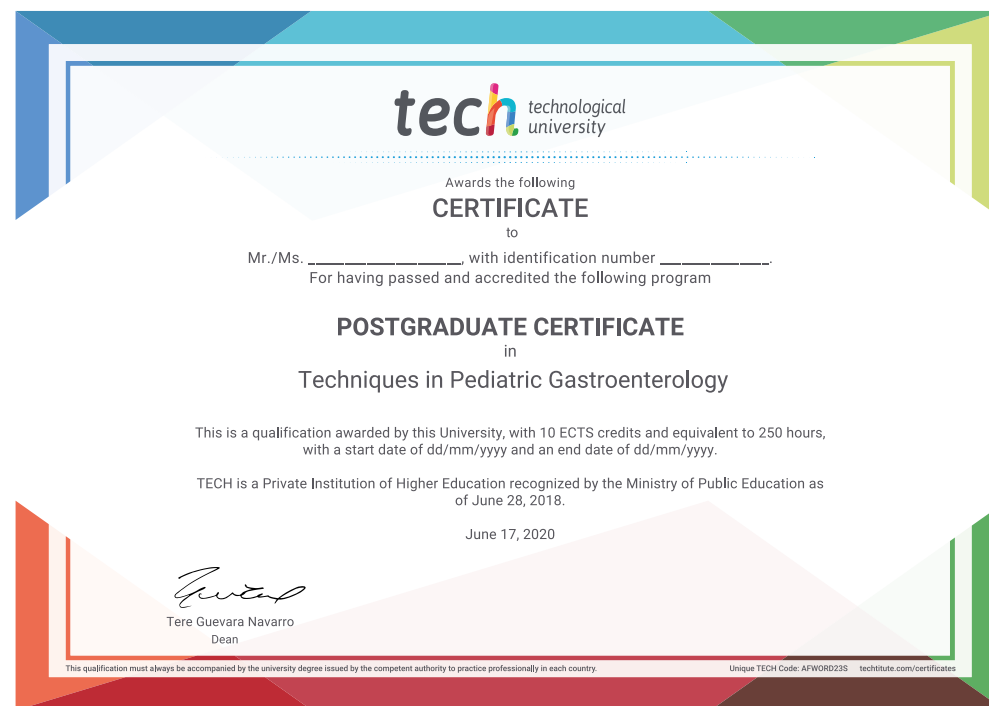 tech technological
university
Awards the following
CERTIFICATE
to
Mr./Ms. ____________________, with identification number ______________.
For having passed and accredited the following program
POSTGRADUATE CERTIFICATE
in
Techniques in Pediatric Gastroenterology
This is a qualification awarded by this University, with 10 ECTS credits and equivalent to 250 hours,
with a start date of dd/mm/yyyy and an end date of dd/mm/yyyy.
TECH is a Private Institution of Higher Education recognized by the Ministry of Public Education as
of June 28, 2018.
June 17, 2020
Tere Guevara Navarro
Dean
This qualification must always be accompanied by the university degree issued by the competent authority to practice professionally in each country. Unique TECH Code: AFWORD23S techtitute.com/certificates